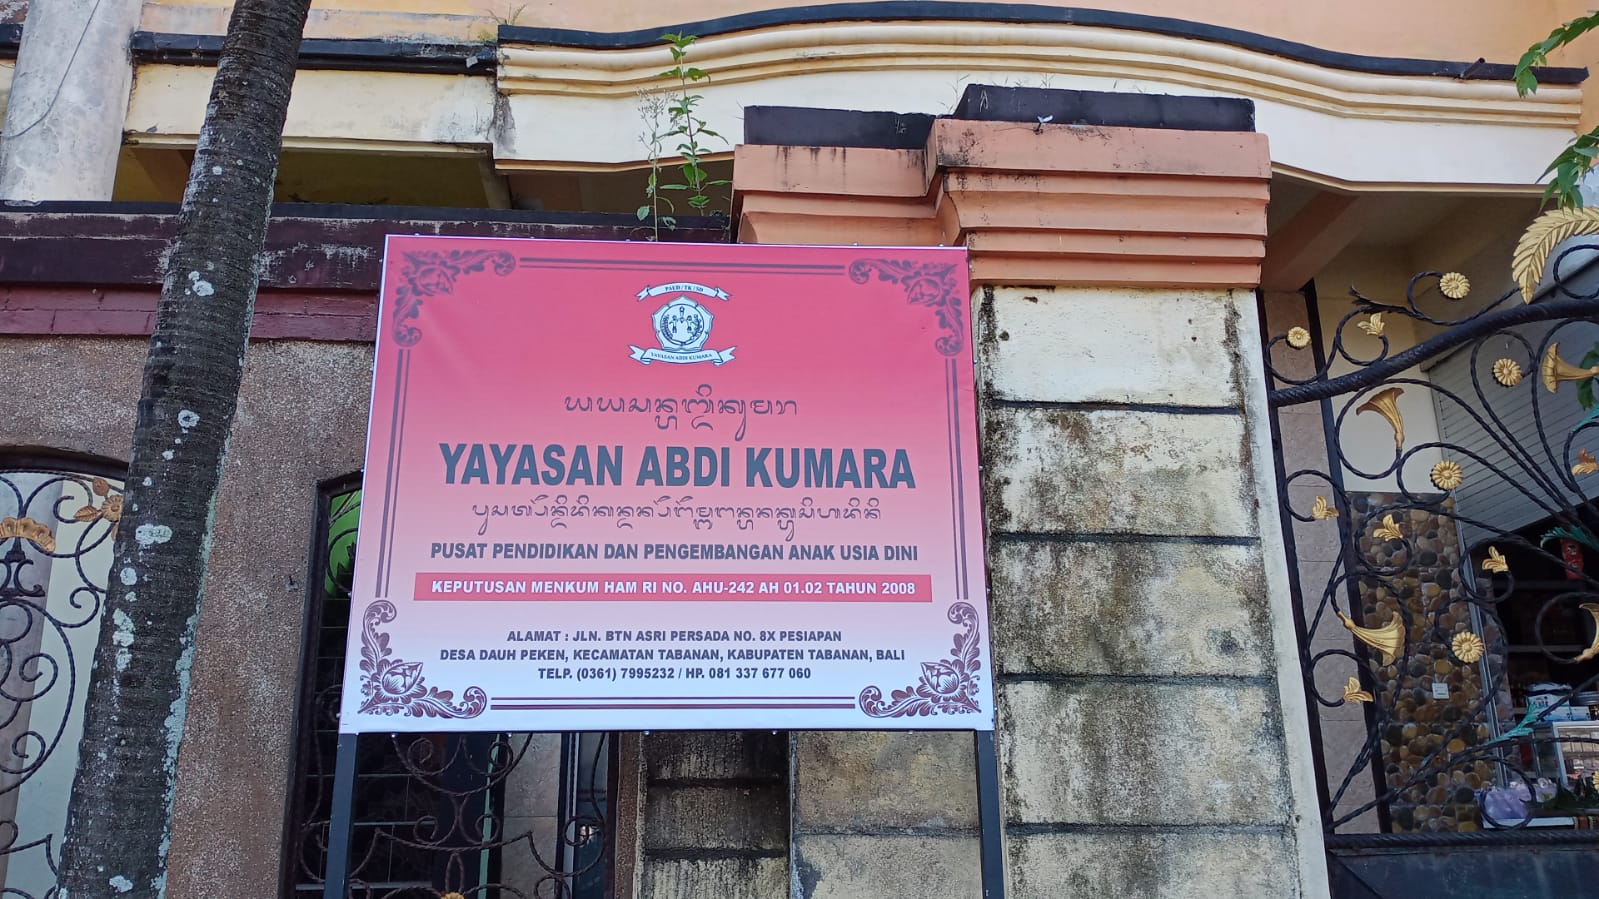 PAUD / TK / SD
YAYASAN ABDI KUMARA
YAYASAN ABDI KUMARA
PUSAT PENDIDIKAN DAN PENGEMBANGAN ANAK USIA DINI
KEPUTUSAN MENKUM HAM RI NO. AHU-242 AH 01.02 TAHUN 2008
ALAMAT : JLN. BTN ASRI PERSADA NO. 8X PESIAPAN
DESA DAUH PEKEN, KECAMATAN TABANAN, KABUPATEN TABANAN, BALI
TELP. (0361) 7995232 / HP. 081 337 677 060